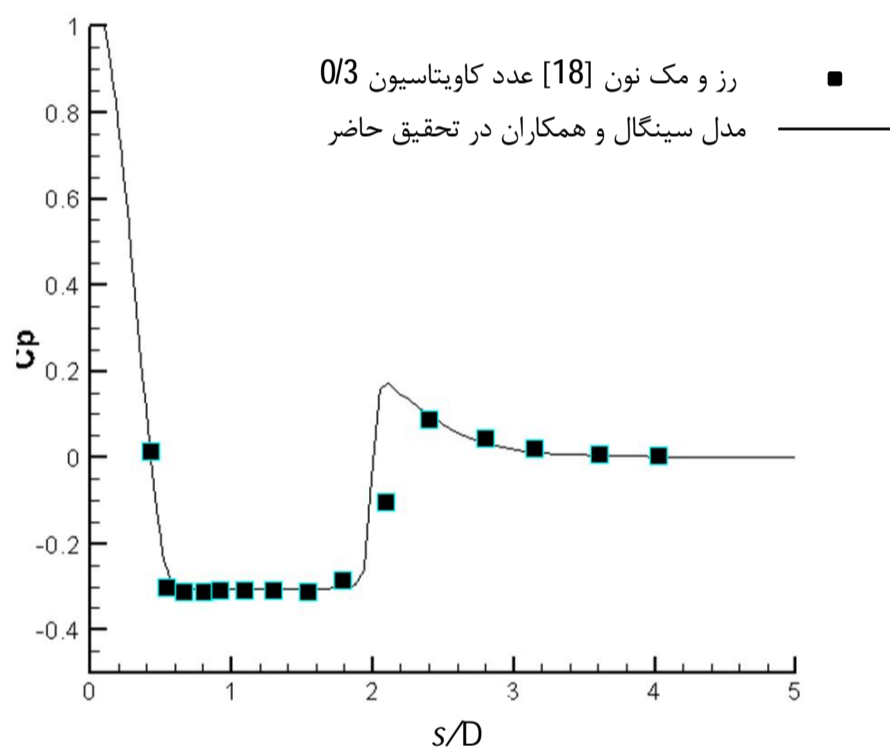 رز و مک نون [18] عدد کاویتاسیون 0/3
مدل سینگال و همکاران در تحقیق حاضر
1
0.8
0.6
0.4
0.2
0
-0.2
-0.4
Cp
0 1 2 3 4 5
s/D